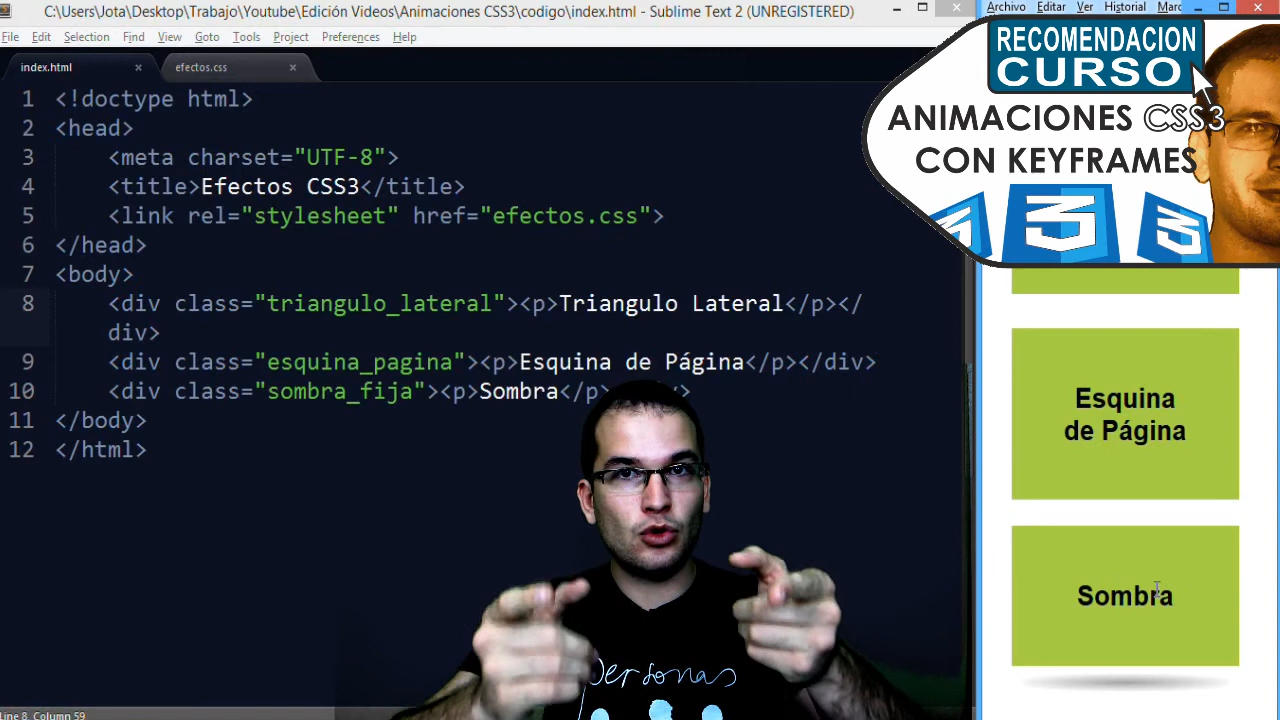 C:\Users\Jota\Desktop\Trabajo\Youtube\Edición Videos\Animaciones CSS3\codigo\index.html - Sublime Text 2 (UNREGISTERED)
File Edit Selection Find View Goto Tools Project Preferences Help
index.html × efectos.css ×
1 <!doctype html>
2 <head>
3 <meta charset="UTF-8">
4 <title>Efectos CSS3</title>
5 <link rel="stylesheet" href="efectos.css">
6 </head>
7 <body>
8 <div class="triangulo_lateral"><p>Triangulo Lateral</p></
div>
9 <div class="esquina_pagina"><p>Esquina de Página</p></div>
10 <div class="sombra_fija"><p>Sombra</p>
11 </body>
12 </html>
Line 8, Column 59
Archivo Editar Ver Historial Marc
RECOMENDACION
CURSO
ANIMACIONES CSS3
CON KEYFRAMES
3
Esquina
de Página
Sombra
personas